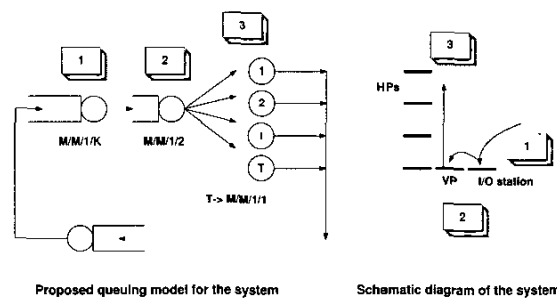 3
1
2
1
2
I
T
M/M/1/K
M/M/1/2
T-> M/M/1/1
3
HPs
1
VP
I/O station
2
Proposed queuing model for the system
Schematic diagram of the system